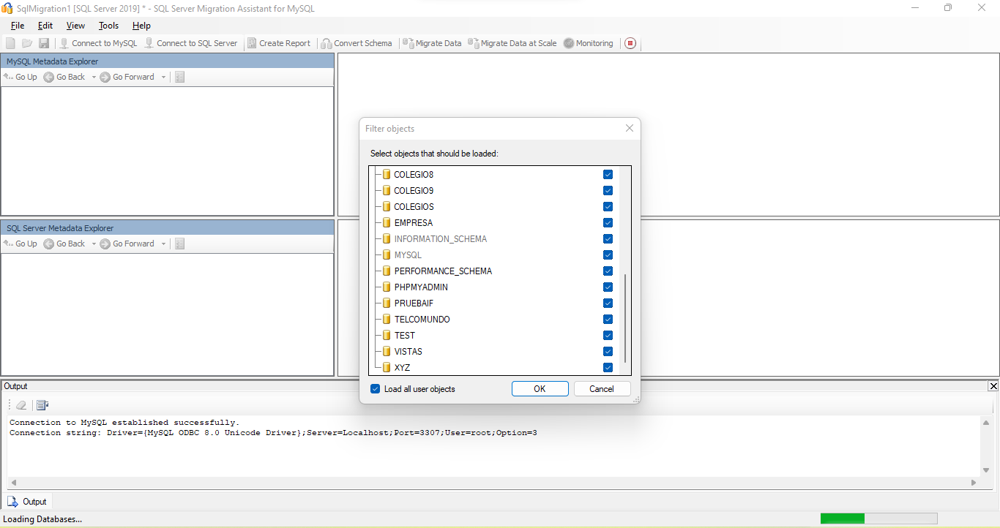 SqlMigration1 [SQL Server 2019] * - SQL Server Migration Assistant for MySQL
File Edit View Tools Help
Connect to MySQL Connect to SQL Server Create Report Convert Schema Migrate Data Migrate Data at Scale Monitoring
MySQL Metadata Explorer
Go Up Go Back Go Forward
Filter objects
Select objects that should be loaded:
COLEGIO8
COLEGIO9
COLEGIOS
EMPRESA
INFORMATION_SCHEMA
MYSQL
PERFORMANCE_SCHEMA
PHPMYADMIN
PRUEBAIF
TELCOMUNDO
TEST
VISTAS
XYZ
Load all user objects OK Cancel
SQL Server Metadata Explorer
Go Up Go Back Go Forward
Output
Connection to MySQL established successfully.
Connection string: Driver={MySQL ODBC 8.0 Unicode Driver};Server=Localhost;Port=3307;User=root;Option=3
Output
Loading Databases...